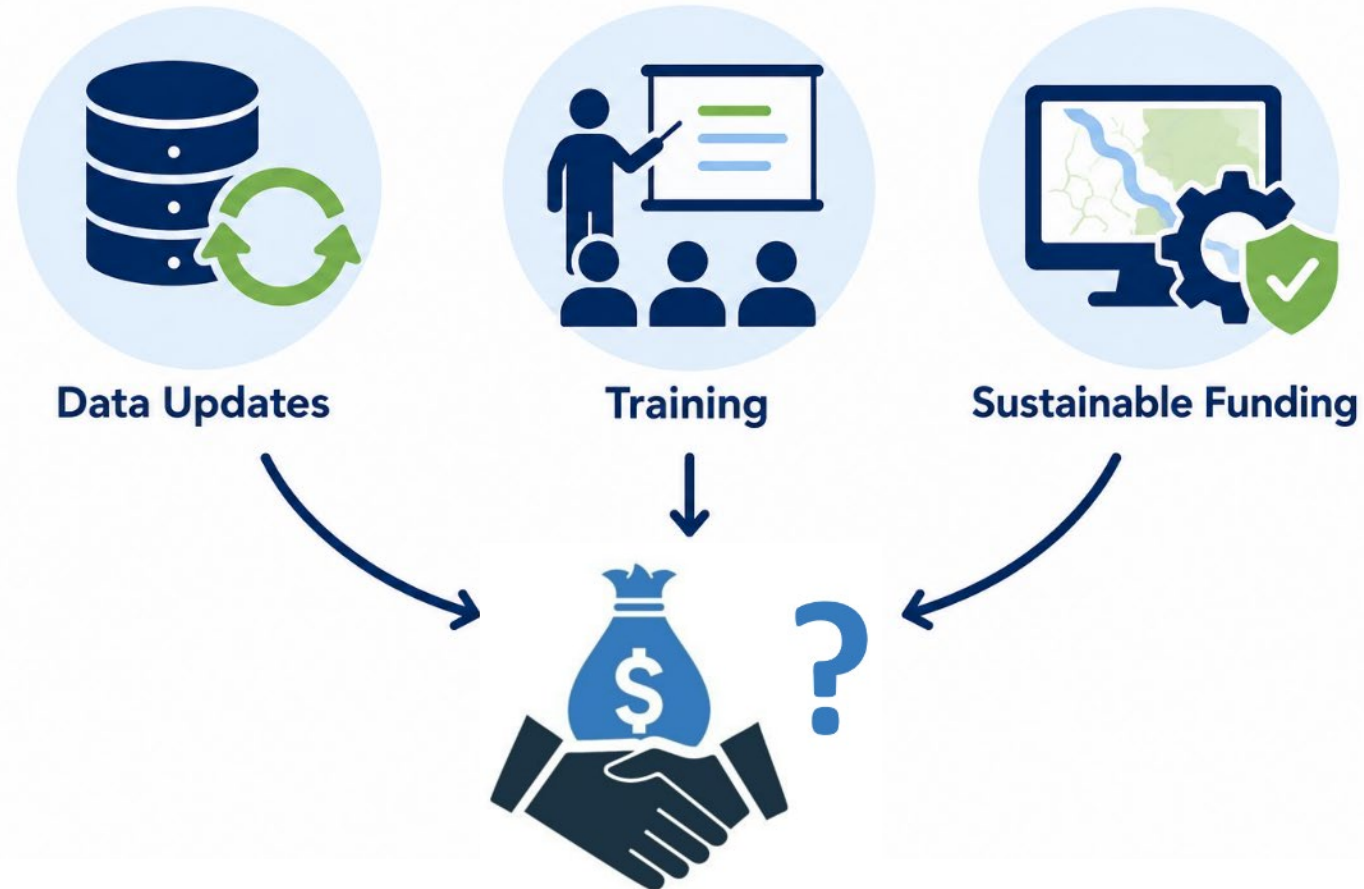 Data Updates
Training
Sustainable Funding
$
?